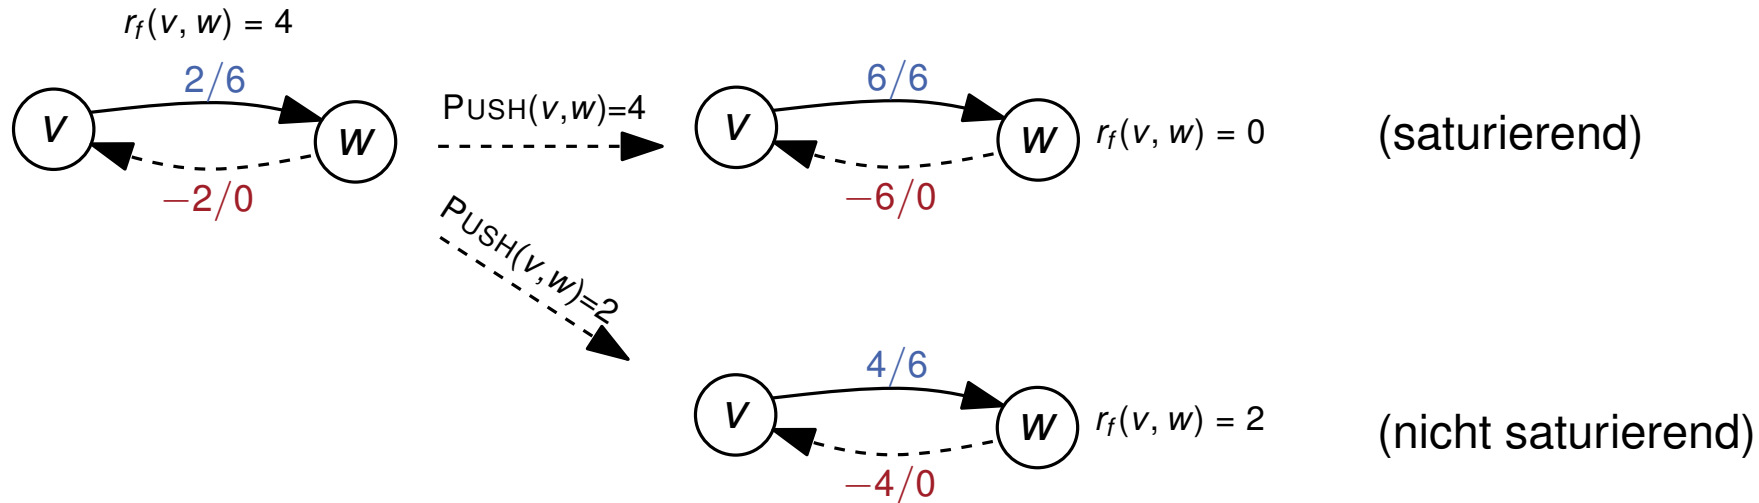 r_f(v, w) = 4
2/6
v
w
−2/0
PUSH(v,w)=4
6/6
v
w
−6/0
r_f(v, w) = 0
(saturierend)
PUSH(v,w)=2
4/6
v
w
−4/0
r_f(v, w) = 2
(nicht saturierend)